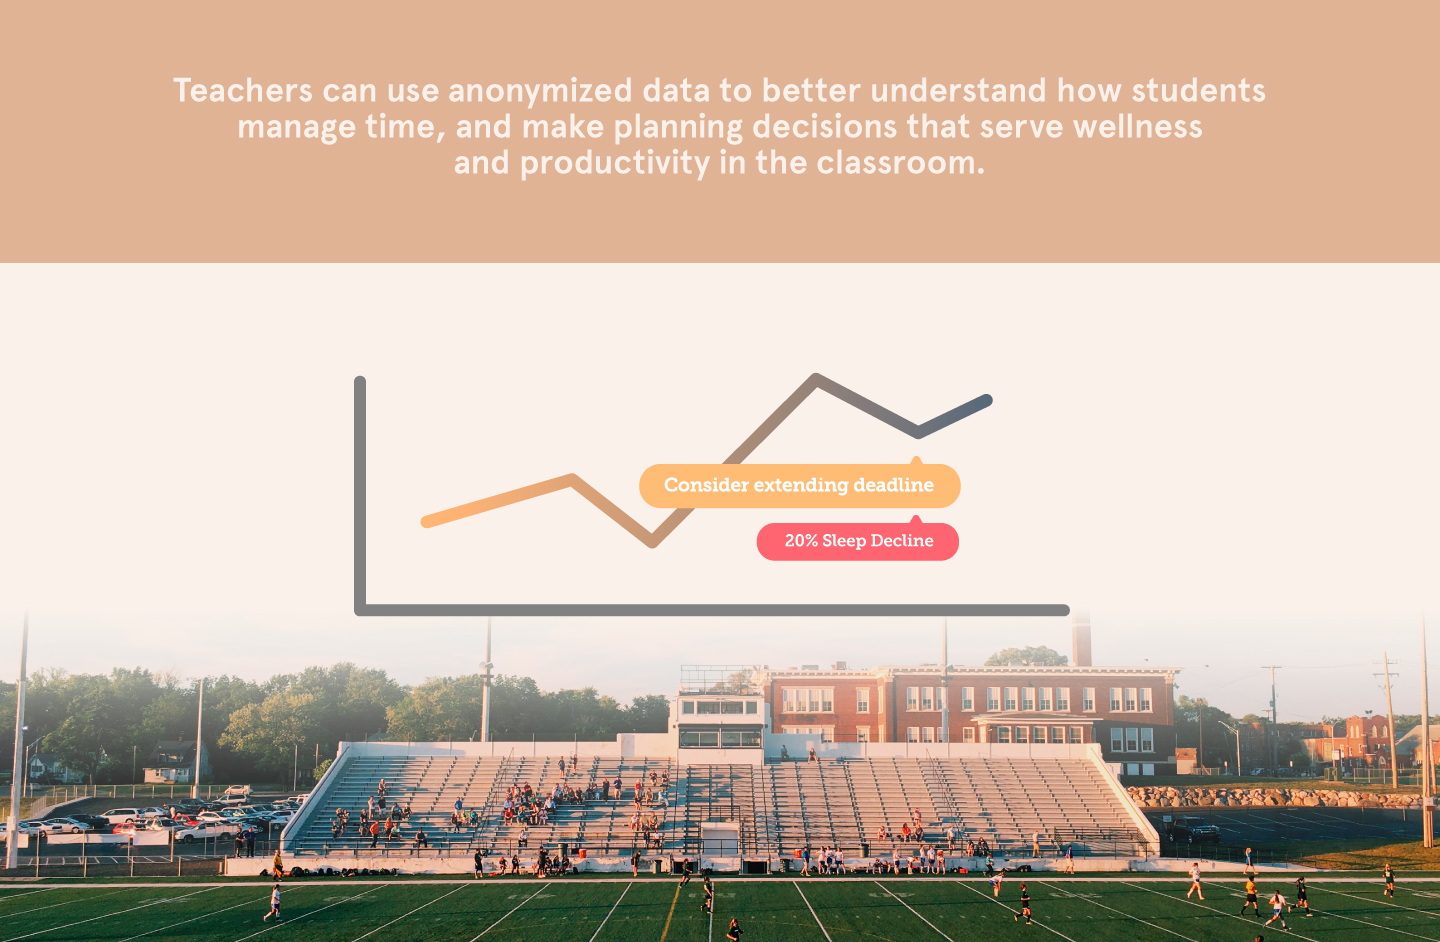 Teachers can use anonymized data to better understand how students
manage time, and make planning decisions that serve wellness
and productivity in the classroom.
Consider extending deadline
20% Sleep Decline